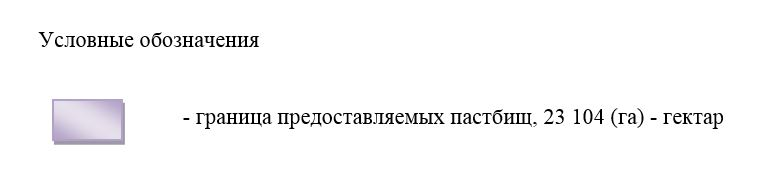 Условные обозначения
- граница предоставляемых пастбищ, 23 104 (га) - гектар